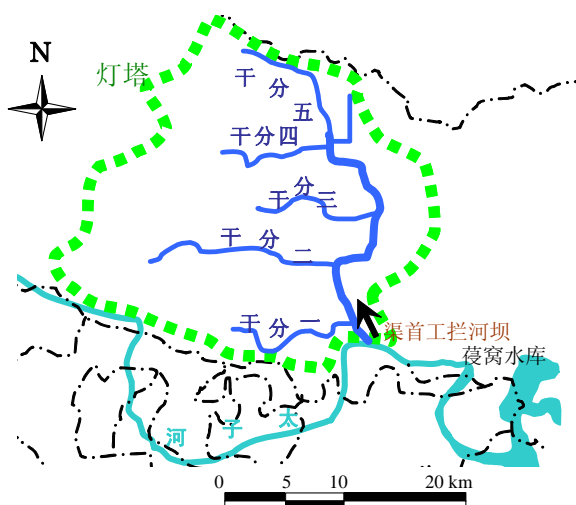 N
灯塔
干分五
干分四
干分三
干分二
干分一
渠首工拦河坝
葠窝水库
河子太
0 5 10 20 km